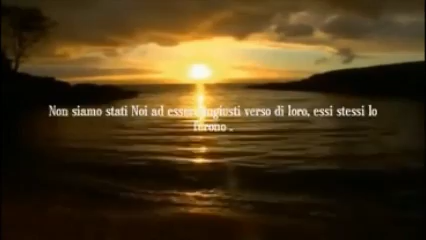 Non siamo stati Noi ad essere ingiusti verso di loro, essi stessi lo
furono .